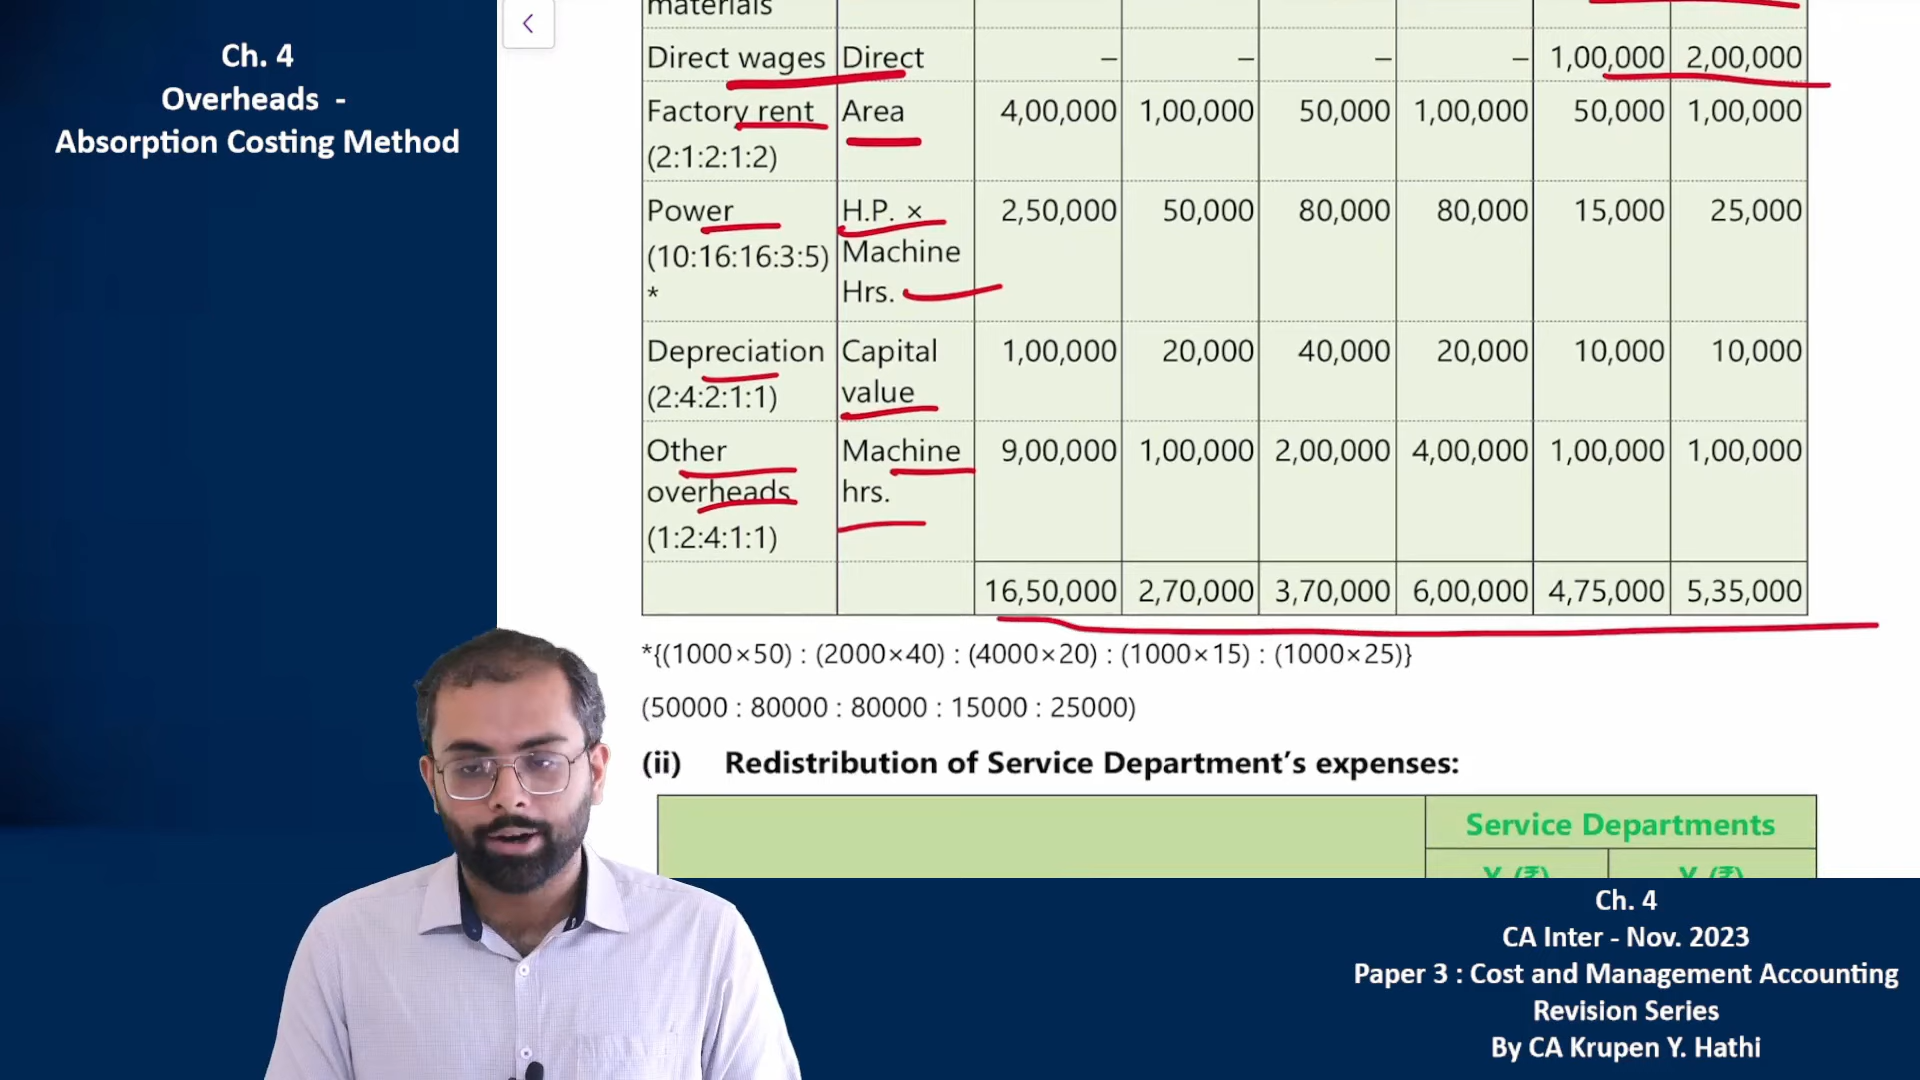 Ch. 4
Overheads -
Absorption Costing Method
materials
Direct wages Direct – – – – 1,00,000 2,00,000
Factory rent Area 4,00,000 1,00,000 50,000 1,00,000 50,000 1,00,000
(2:1:2:1:2)
Power H.P. × 2,50,000 50,000 80,000 80,000 15,000 25,000
(10:16:16:3:5) Machine
* Hrs.
Depreciation Capital 1,00,000 20,000 40,000 20,000 10,000 10,000
(2:4:2:1:1) value
Other Machine 9,00,000 1,00,000 2,00,000 4,00,000 1,00,000 1,00,000
overheads hrs.
(1:2:4:1:1)
16,50,000 2,70,000 3,70,000 6,00,000 4,75,000 5,35,000
*{(1000×50) : (2000×40) : (4000×20) : (1000×15) : (1000×25)}
(50000 : 80000 : 80000 : 15000 : 25000)
(ii) Redistribution of Service Department’s expenses:
Service Departments
(₹) (₹)
Ch. 4
CA Inter - Nov. 2023
Paper 3 : Cost and Management Accounting
Revision Series
By CA Krupen Y. Hathi